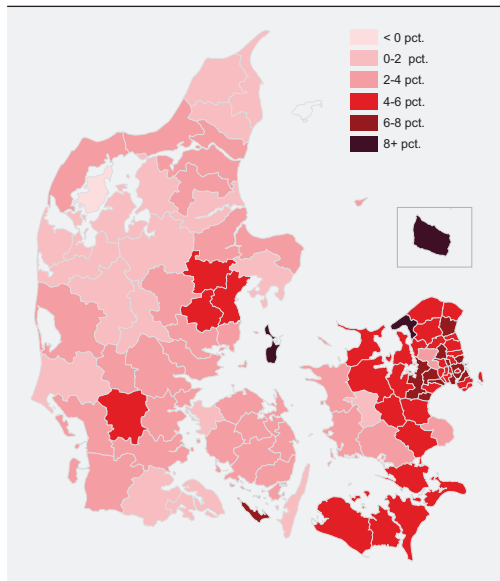 < 0 pct.
0-2 pct.
2-4 pct.
4-6 pct.
6-8 pct.
8+ pct.